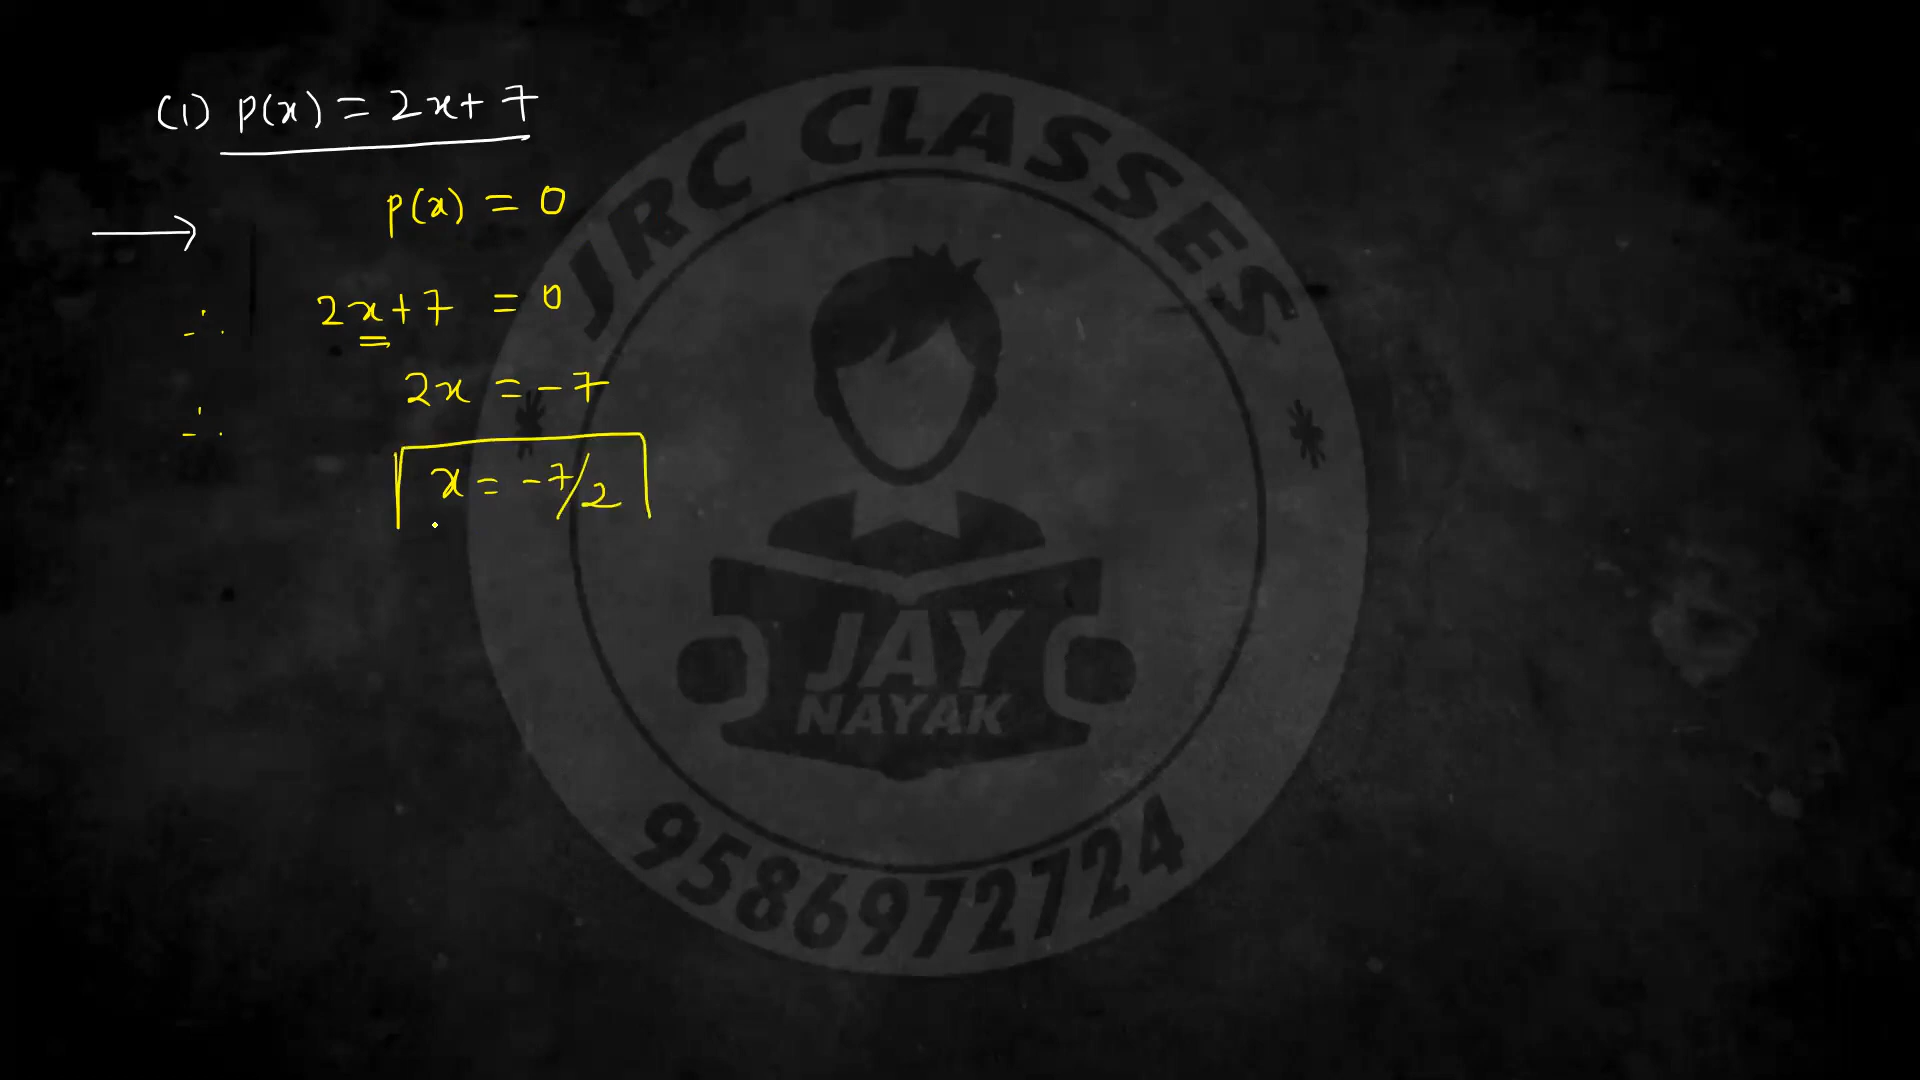 (1) p(x) = 2x + 7
p(x) = 0
∴ 2x + 7 = 0
2x = -7
∴ x = -7/2
JRC CLASSES
JAY
NAYAK
9586972724